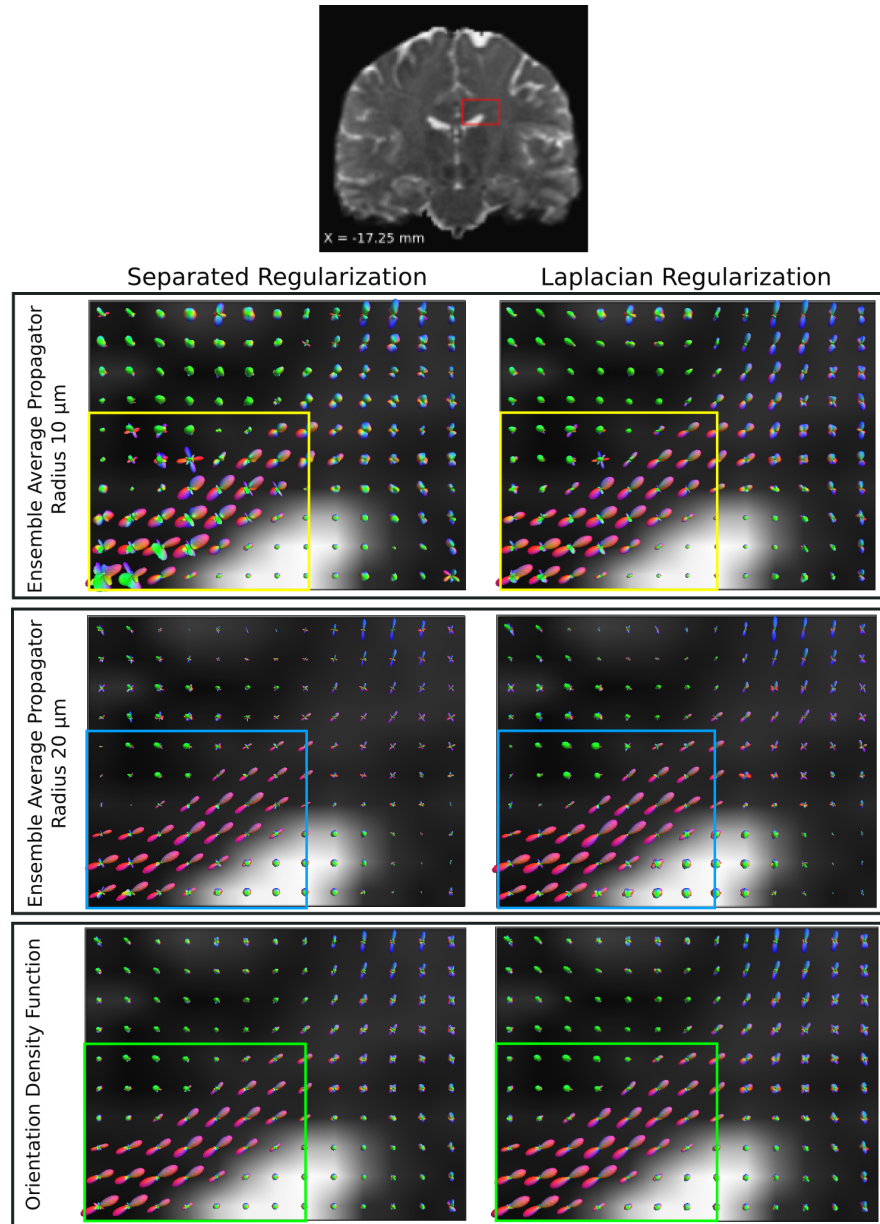 X = -17.25 mm
Separated Regularization
Laplacian Regularization
Ensemble Average Propagator
Radius 10 µm
Ensemble Average Propagator
Radius 20 µm
Orientation Density Function